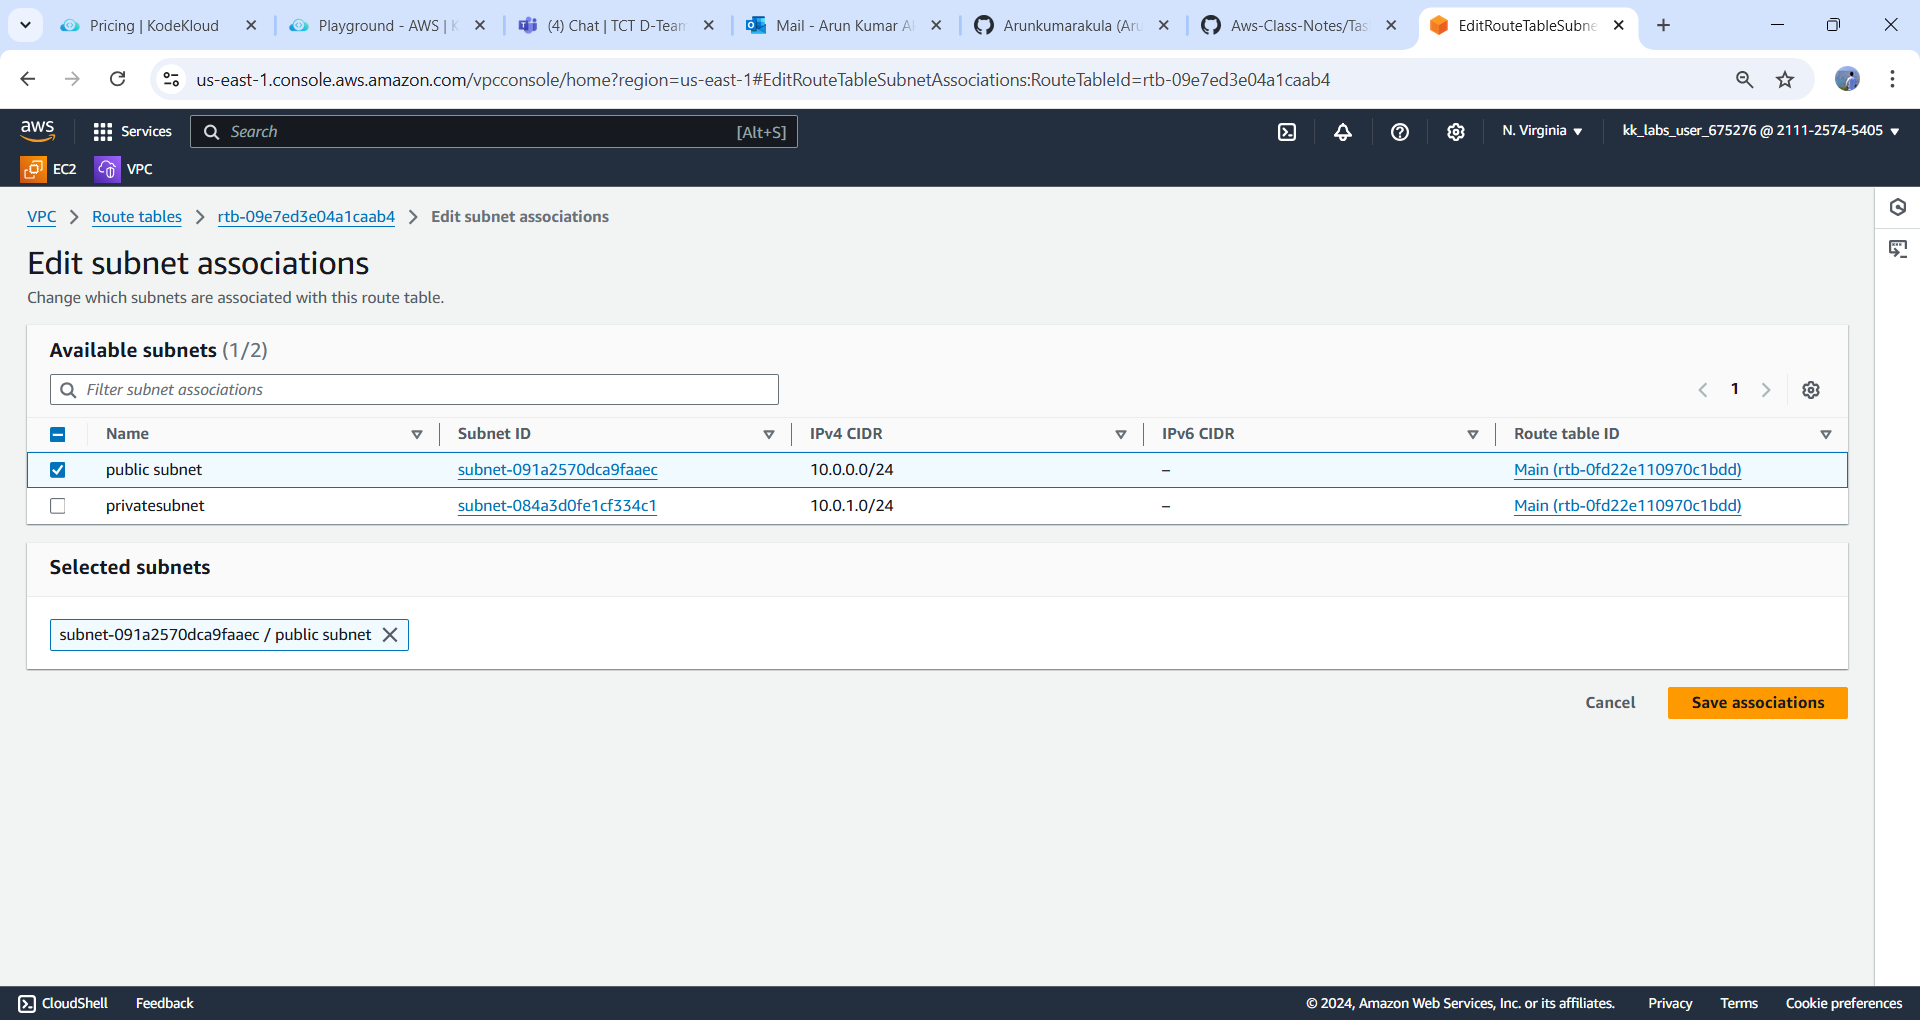 Pricing | KodeKloud
Playground - AWS | K
(4) Chat | TCT D-Team
Mail - Arun Kumar A
Arunkumarakula (Aru
Aws-Class-Notes/Tas
EditRouteTableSubne
us-east-1.console.aws.amazon.com/vpcconsole/home?region=us-east-1#EditRouteTableSubnetAssociations:RouteTableId=rtb-09e7ed3e04a1caab4
aws
Services
Search
[Alt+S]
N. Virginia
kk_labs_user_675276 @ 2111-2574-5405
EC2
VPC
VPC > Route tables > rtb-09e7ed3e04a1caab4 > Edit subnet associations
Edit subnet associations
Change which subnets are associated with this route table.
Available subnets (1/2)
Filter subnet associations
1
Name Subnet ID IPv4 CIDR IPv6 CIDR Route table ID
public subnet subnet-091a2570dca9faaec 10.0.0.0/24 – Main (rtb-0fd22e110970c1bdd)
privatesubnet subnet-084a3d0fe1cf334c1 10.0.1.0/24 – Main (rtb-0fd22e110970c1bdd)
Selected subnets
subnet-091a2570dca9faaec / public subnet
Cancel
Save associations
CloudShell
Feedback
© 2024, Amazon Web Services, Inc. or its affiliates.
Privacy
Terms
Cookie preferences